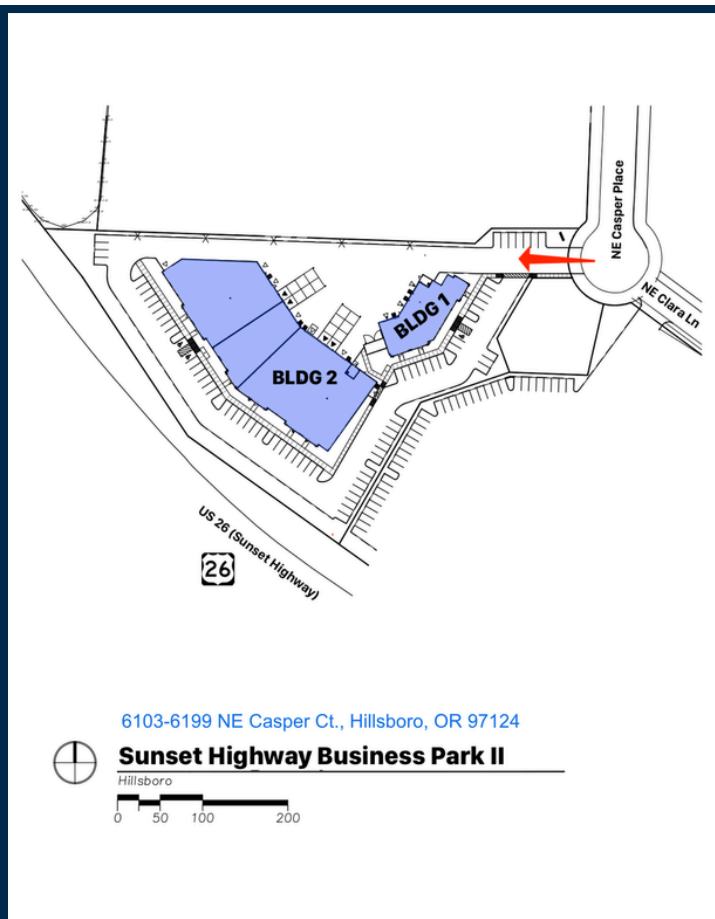 NE Casper Place
NE Clara Ln
BLDG 1
BLDG 2
US 26 (Sunset Highway)
26
6103-6199 NE Casper Ct., Hillsboro, OR 97124
Sunset Highway Business Park II
Hillsboro
0 50 100 200